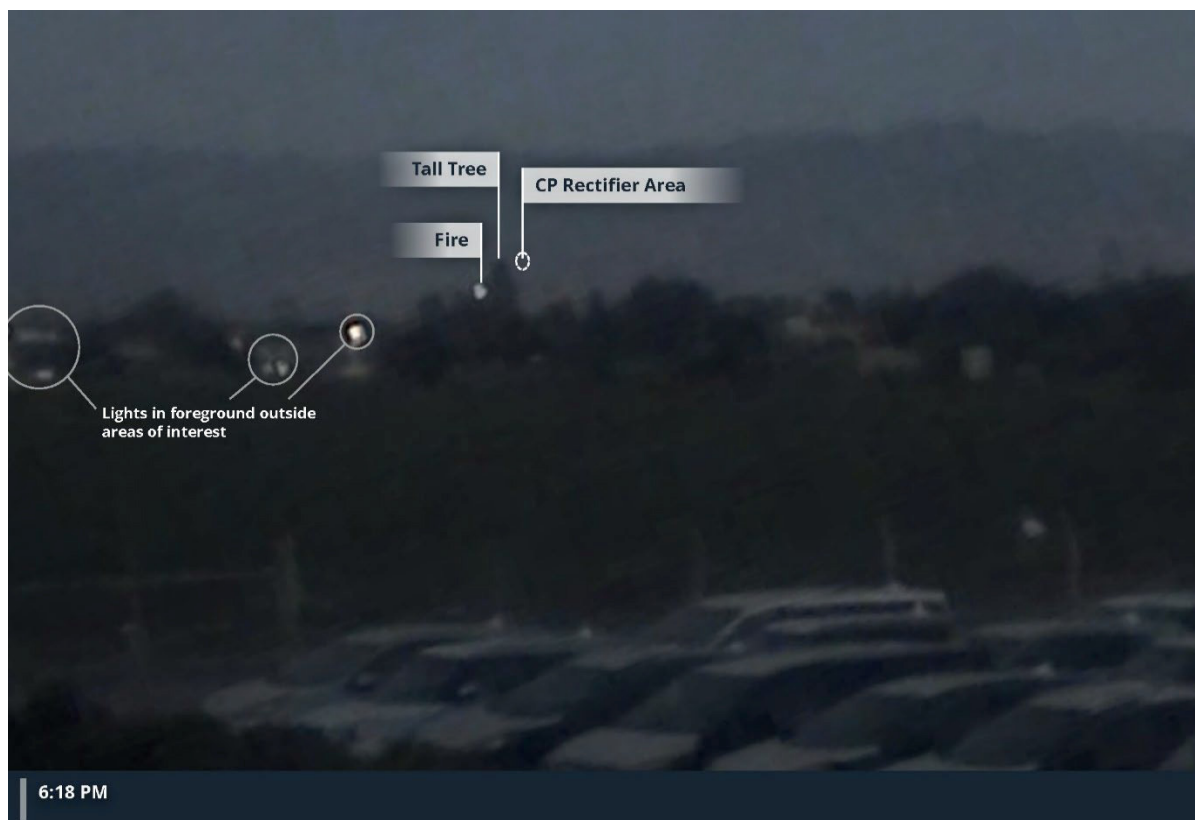 Tall Tree
CP Rectifier Area
Fire
Lights in foreground outside
areas of interest
6:18 PM